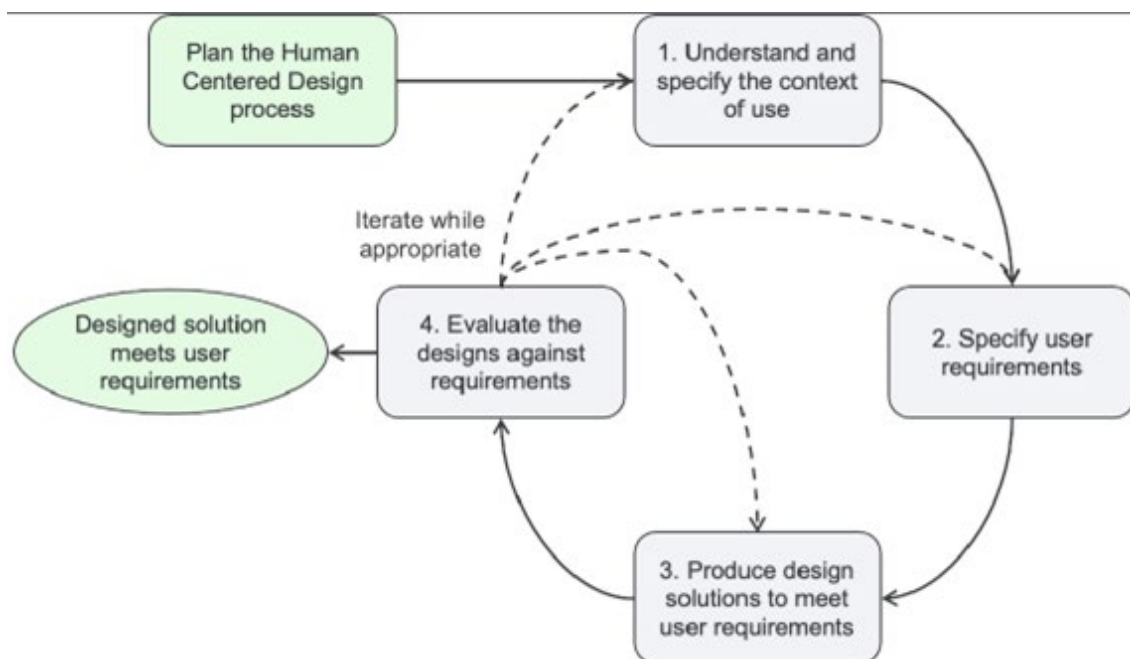 Plan the Human
Centered Design
process
1. Understand and
specify the context
of use
Iterate while
appropriate
Designed solution
meets user
requirements
4. Evaluate the
designs against
requirements
2. Specify user
requirements
3. Produce design
solutions to meet
user requirements